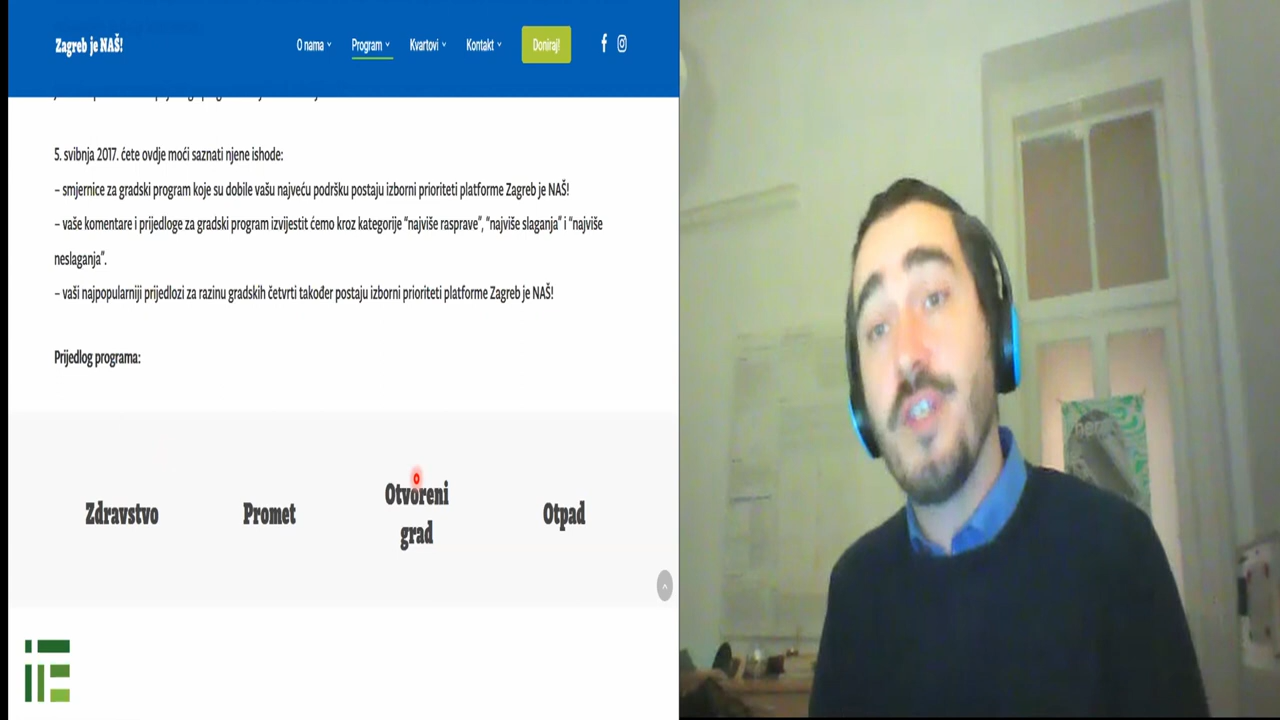 Zagreb je NAŠ!
O nama
Program
Kvartovi
Kontakt
Doniraj!
5. svibnja 2017. ćete ovdje moći saznati njene ishode:
– smjernice za gradski program koje su dobile vašu najveću podršku postaju izborni prioriteti platforme Zagreb je NAŠ!
– vaše komentare i prijedloge za gradski program izvijestit ćemo kroz kategorije “najviše rasprave”, “najviše slaganja” i “najviše
neslaganja”.
– vaši najpopularniji prijedlozi za razinu gradskih četvrti također postaju izborni prioriteti platforme Zagreb je NAŠ!
Prijedlog programa:
Zdravstvo
Promet
Otvoreni
grad
Otpad
iE